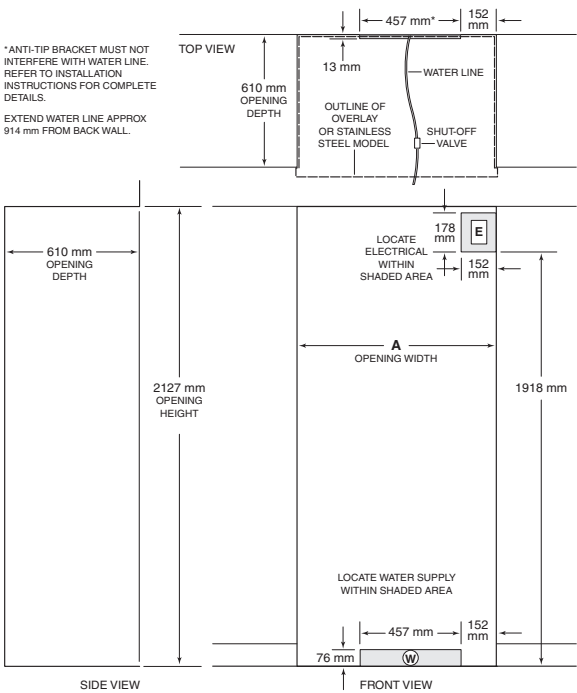 *ANTI-TIP BRACKET MUST NOT
INTERFERE WITH WATER LINE.
REFER TO INSTALLATION
INSTRUCTIONS FOR COMPLETE
DETAILS.
EXTEND WATER LINE APPROX
914 mm FROM BACK WALL.
TOP VIEW
457 mm*
152
mm
13 mm
610 mm
OPENING
DEPTH
WATER LINE
OUTLINE OF
OVERLAY
OR STAINLESS
STEEL MODEL
SHUT-OFF
VALVE
610 mm
OPENING
DEPTH
2127 mm
OPENING
HEIGHT
178
mm
E
LOCATE
ELECTRICAL
WITHIN
SHADED AREA
152
mm
A
OPENING WIDTH
1918 mm
LOCATE WATER SUPPLY
WITHIN SHADED AREA
457 mm
152
mm
76 mm
W
SIDE VIEW
FRONT VIEW